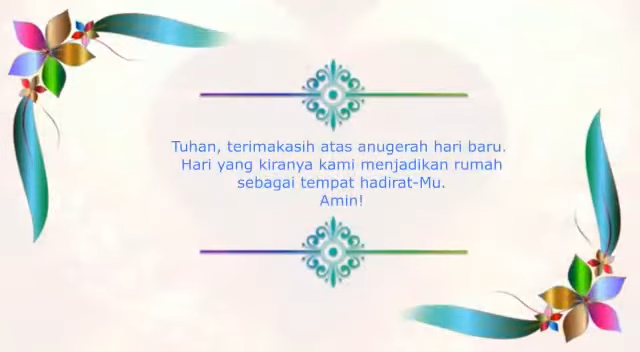 Tuhan, terimakasih atas anugerah hari baru.
Hari yang kiranya kami menjadikan rumah
sebagai tempat hadirat-Mu.
Amin!